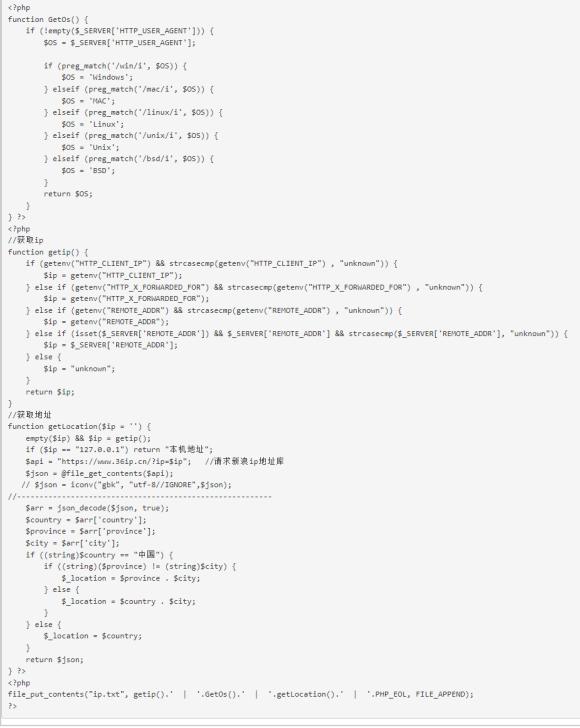 <?php
function GetOs() {
    if (!empty($_SERVER['HTTP_USER_AGENT'])) {
        $OS = $_SERVER['HTTP_USER_AGENT'];

        if (preg_match('/win/i', $OS)) {
            $OS = 'Windows';
        } elseif (preg_match('/mac/i', $OS)) {
            $OS = 'MAC';
        } elseif (preg_match('/linux/i', $OS)) {
            $OS = 'Linux';
        } elseif (preg_match('/unix/i', $OS)) {
            $OS = 'Unix';
        } elseif (preg_match('/bsd/i', $OS)) {
            $OS = 'BSD';
        }
        return $OS;
    }
} ?>
<?php
//获取ip
function getip() {
    if (getenv("HTTP_CLIENT_IP") && strcasecmp(getenv("HTTP_CLIENT_IP") , "unknown")) {
        $ip = getenv("HTTP_CLIENT_IP");
    } else if (getenv("HTTP_X_FORWARDED_FOR") && strcasecmp(getenv("HTTP_X_FORWARDED_FOR") , "unknown")) {
        $ip = getenv("HTTP_X_FORWARDED_FOR");
    } else if (getenv("REMOTE_ADDR") && strcasecmp(getenv("REMOTE_ADDR") , "unknown")) {
        $ip = getenv("REMOTE_ADDR");
    } else if (isset($_SERVER['REMOTE_ADDR']) && $_SERVER['REMOTE_ADDR'] && strcasecmp($_SERVER['REMOTE_ADDR'], "unknown")) {
        $ip = $_SERVER['REMOTE_ADDR'];
    } else {
        $ip = "unknown";
    }
    return $ip;
}
//获取地址
function getLocation($ip = '') {
    empty($ip) && $ip = getip();
    if ($ip == "127.0.0.1") return "本机地址";
    $api = "https://www.36ip.cn/?ip=$ip";   //请求新浪ip地址库
    $json = @file_get_contents($api);
   // $json = iconv("gbk", "utf-8//IGNORE",$json);
//----------------------------------------------------------
    $arr = json_decode($json, true);
    $country = $arr['country'];
    $province = $arr['province'];
    $city = $arr['city'];
    if ((string)$country == "中国") {
        if ((string)($province) != (string)$city) {
            $_location = $province . $city;
        } else {
            $_location = $country . $city;
        }
    } else {
        $_location = $country;
    }
    return $json;
} ?>
<?php
file_put_contents("ip.txt", getip().'  |  '.GetOs().'  |  '.getLocation().'  |  '.PHP_EOL, FILE_APPEND);
?>